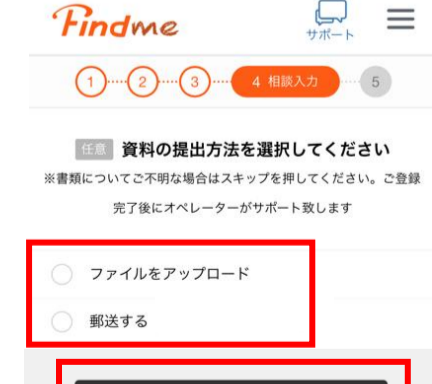 Findme
サポート
1 2 3 4 相談入力 5
任意 資料の提出方法を選択してください
※書類についてご不明な場合はスキップを押してください。ご登録
完了後にオペレーターがサポート致します
ファイルをアップロード
郵送する